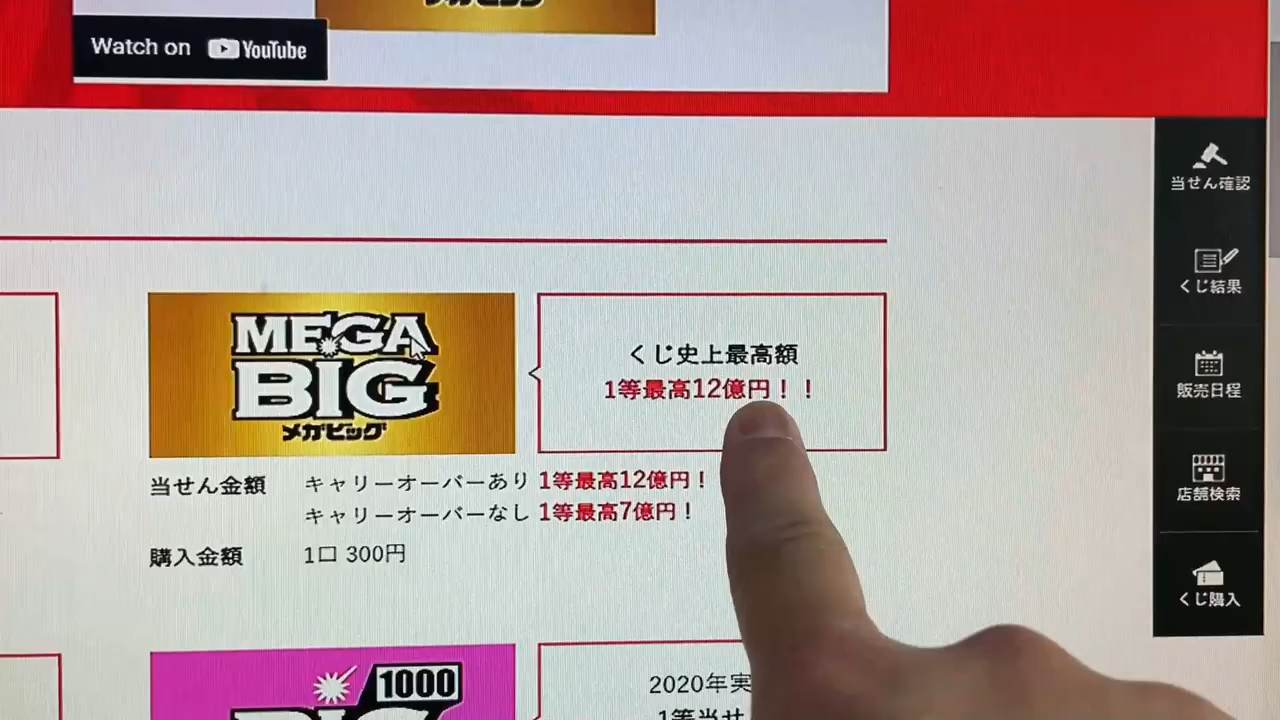 Watch on YouTube
当せん確認
くじ結果
販売日程
店舗検索
くじ購入
MEGA
BIG
メガビッグ
くじ史上最高額
1等最高12億円！！
当せん金額 キャリーオーバーあり 1等最高12億円！
キャリーオーバーなし 1等最高7億円！
購入金額 1口 300円
1000
BIG
2020年実
1等当せ